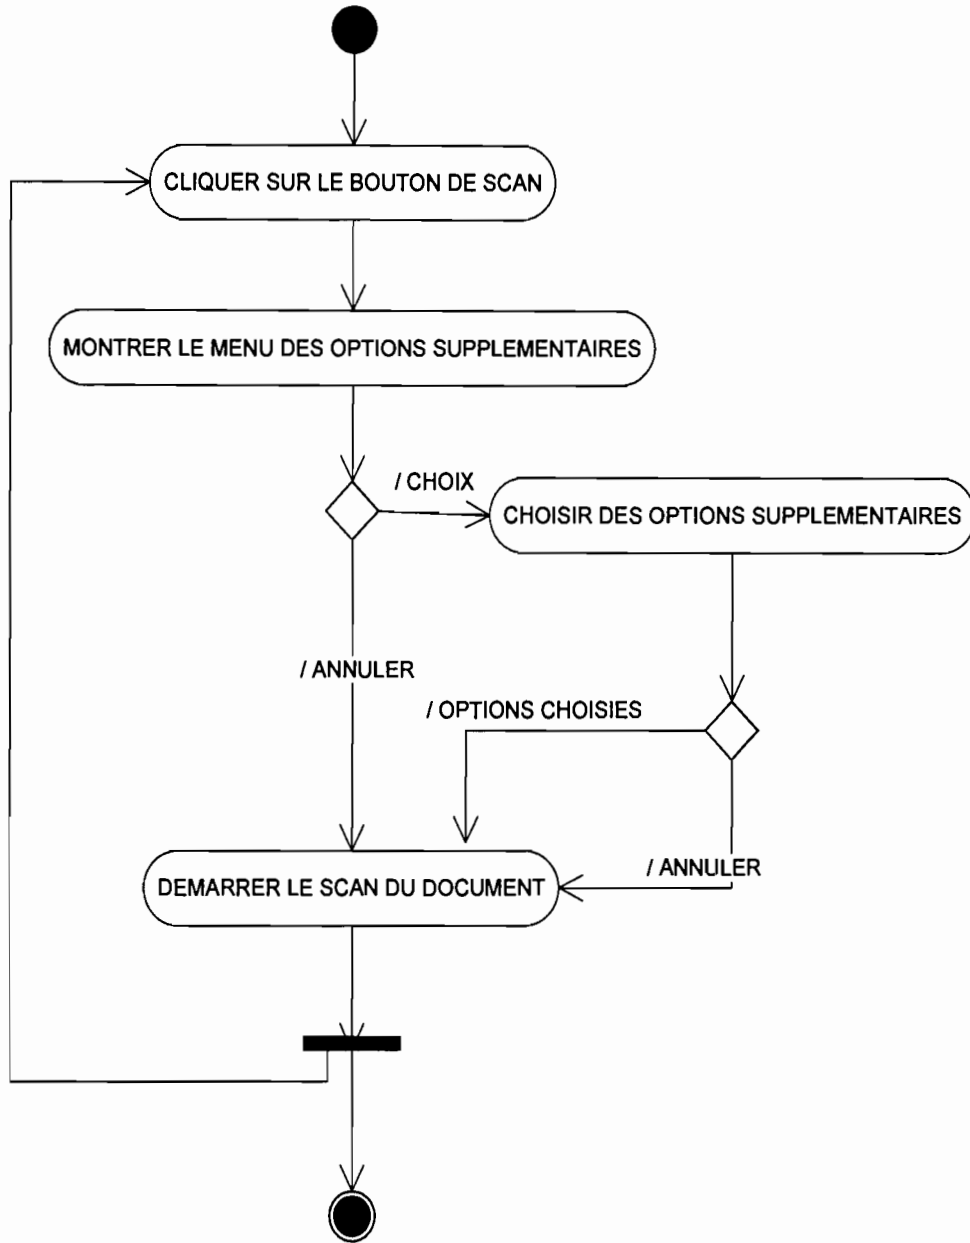 CLIQUER SUR LE BOUTON DE SCAN
MONTRER LE MENU DES OPTIONS SUPPLEMENTAIRES
/ CHOIX
CHOISIR DES OPTIONS SUPPLEMENTAIRES
/ ANNULER
/ OPTIONS CHOISIES
/ ANNULER
DEMARRER LE SCAN DU DOCUMENT